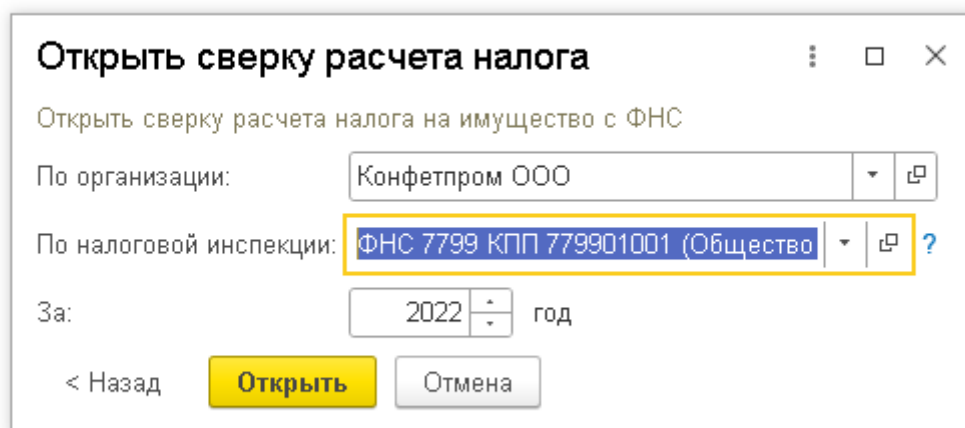 Открыть сверку расчета налога
Открыть сверку расчета налога на имущество с ФНС
По организации: Конфетпром ООО
По налоговой инспекции: ФНС 7799 КПП 779901001 (Общество ?
За: 2022 год
< Назад Открыть Отмена